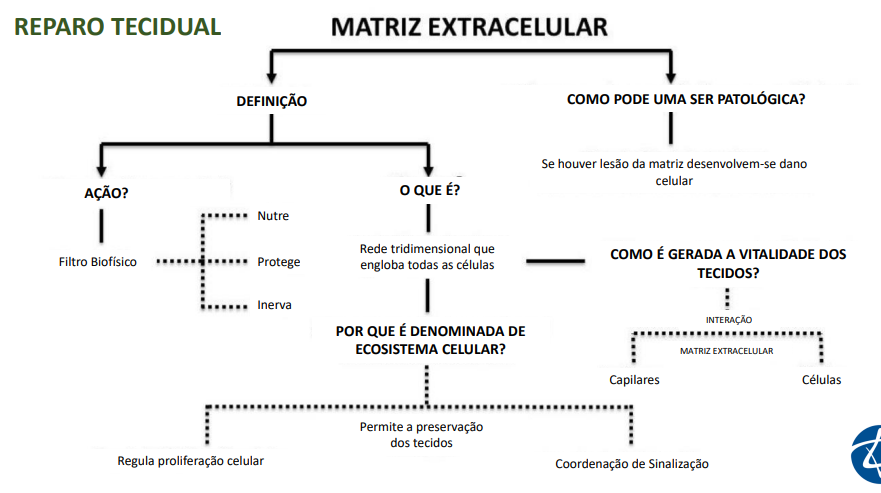 REPARO TECIDUAL
MATRIZ EXTRACELULAR
DEFINIÇÃO
COMO PODE UMA SER PATOLÓGICA?
Se houver lesão da matriz desenvolvem-se dano
celular
AÇÃO?
O QUE É?
Nutre
Filtro Biofísico
Protege
Inerva
Rede tridimensional que
engloba todas as células
COMO É GERADA A VITALIDADE DOS
TECIDOS?
INTERAÇÃO
MATRIZ EXTRACELULAR
Capilares
Células
POR QUE É DENOMINADA DE
ECOSISTEMA CELULAR?
Permite a preservação
dos tecidos
Regula proliferação celular
Coordenação de Sinalização